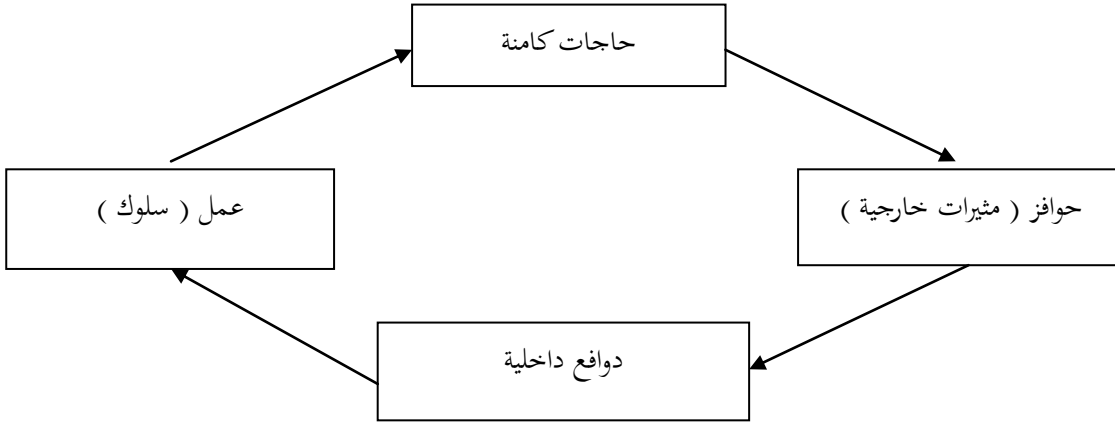 حاجات كامنة
حوافز ( مثيرات خارجية )
عمل ( سلوك )
دوافع داخلية